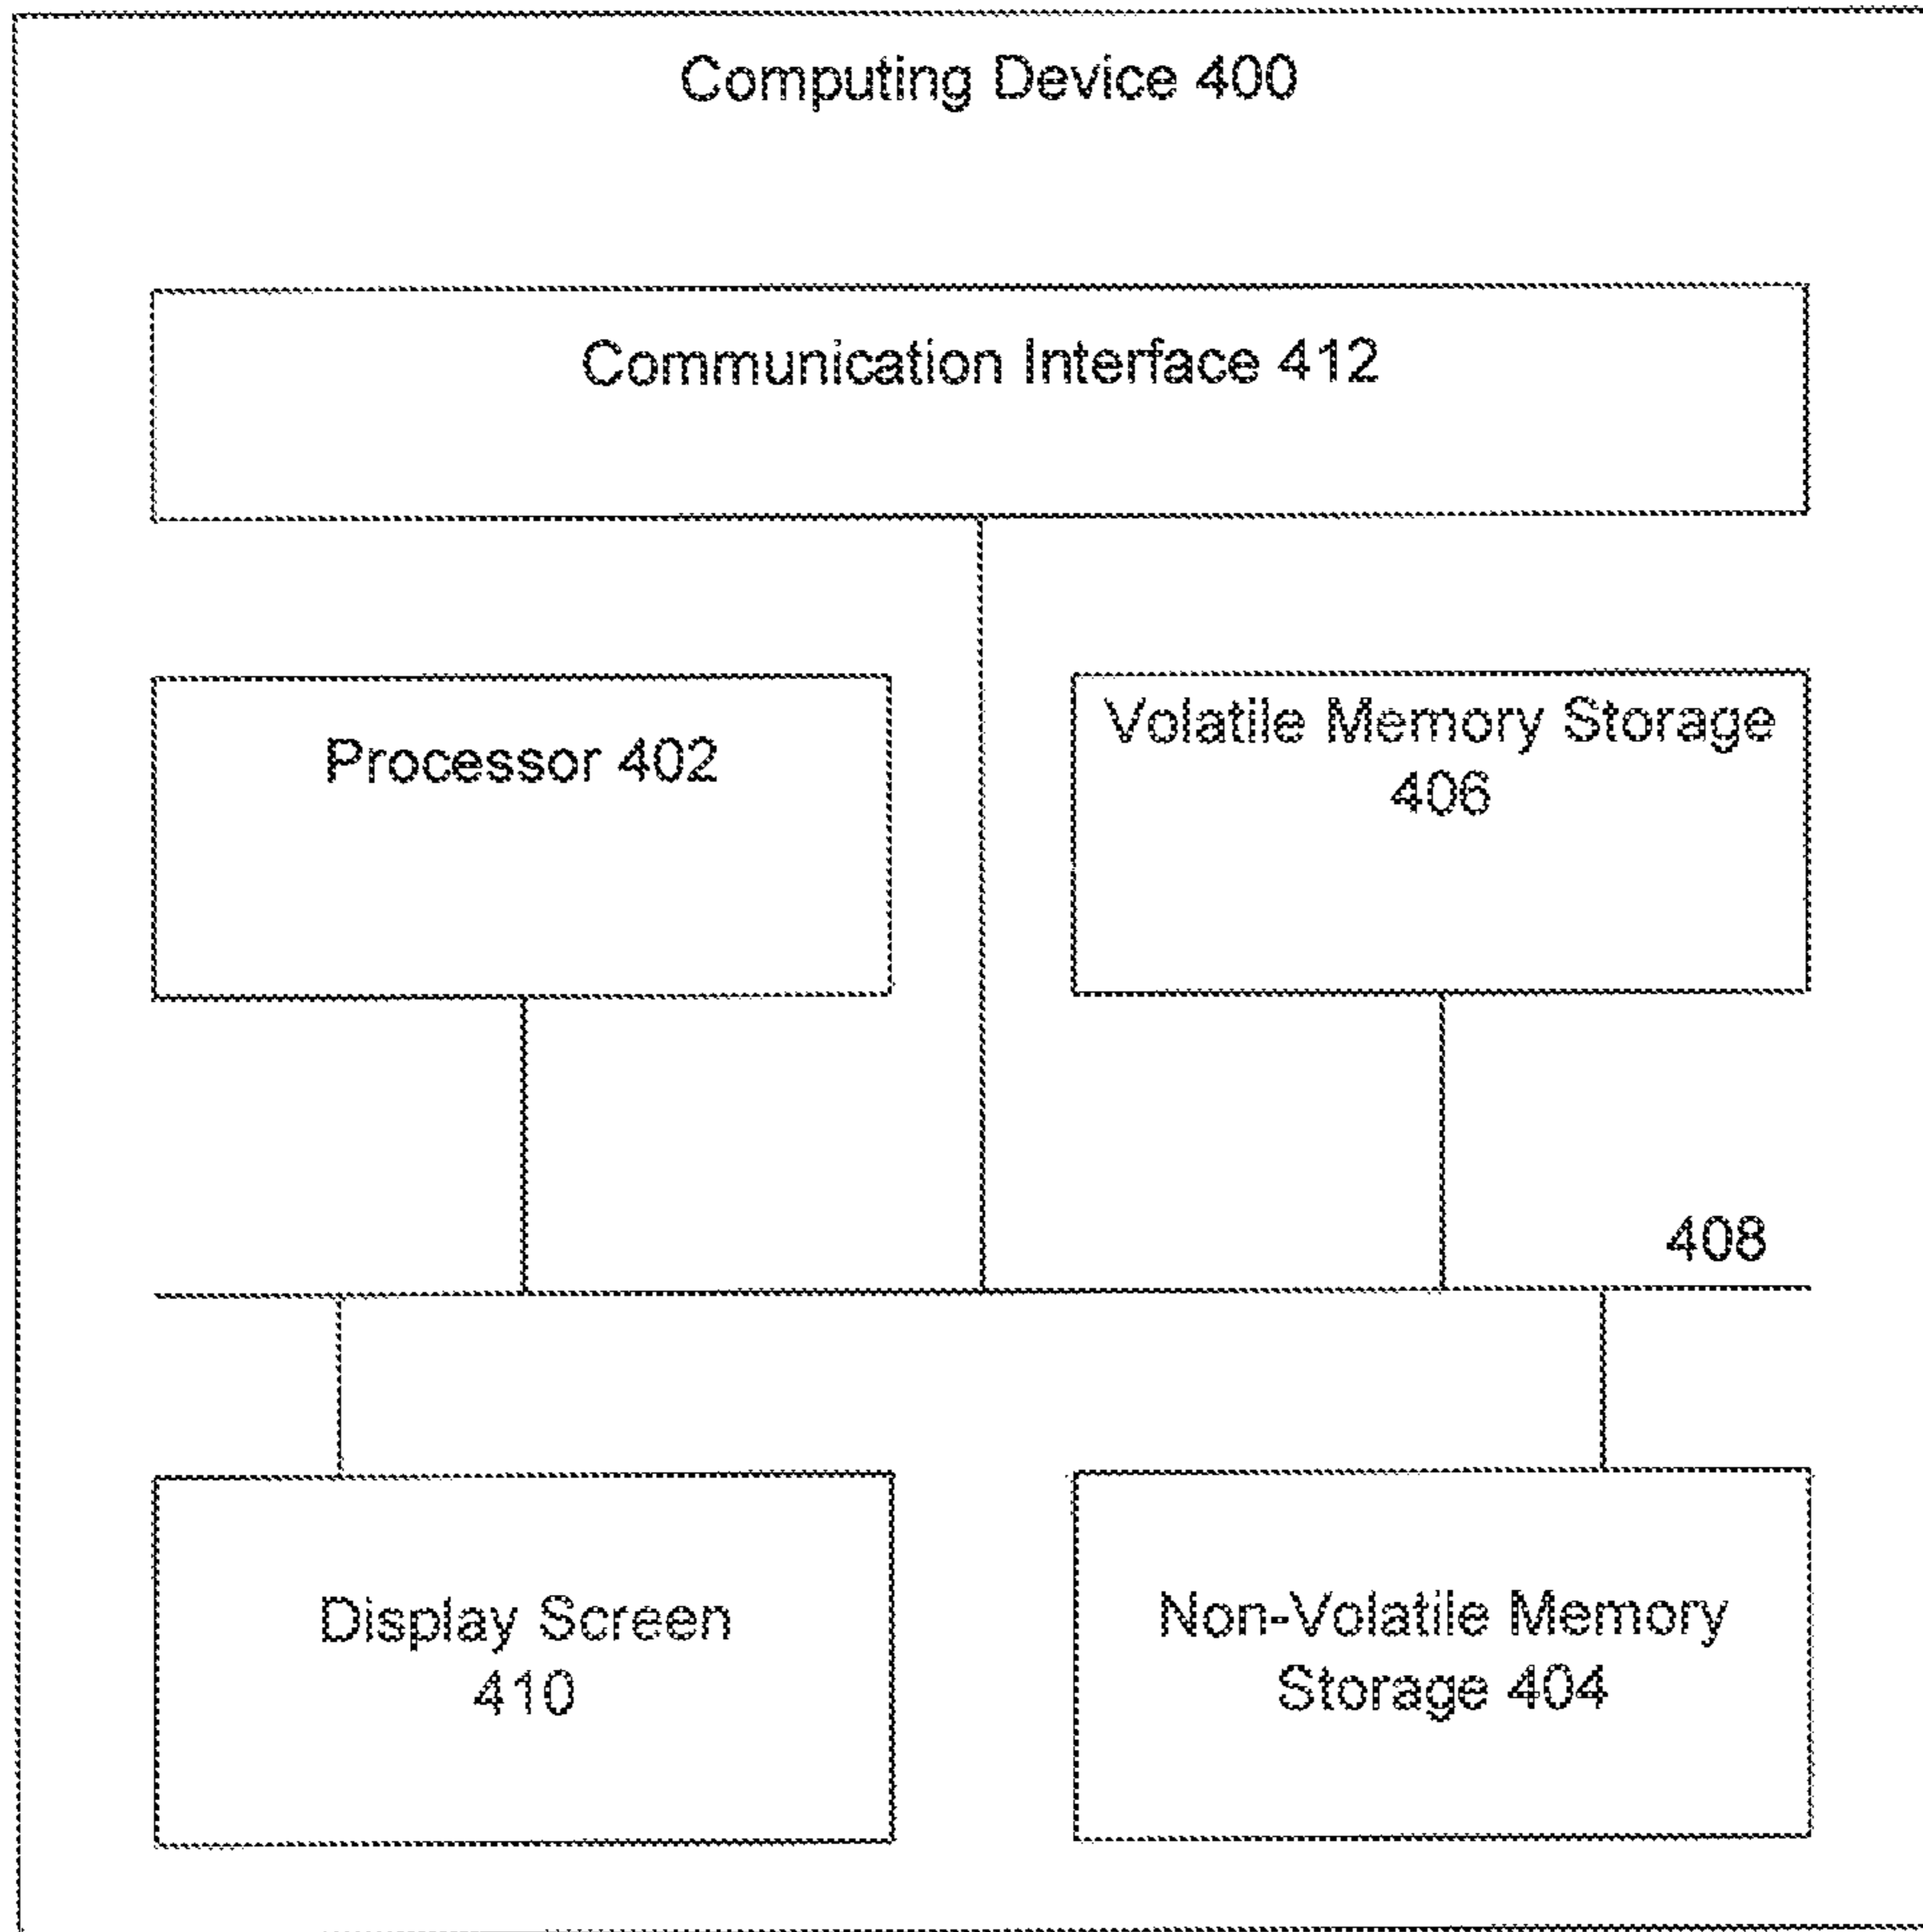 Computing Device 400
Communication Interface 412
Processor 402
Volatile Memory Storage
406
408
Display Screen
410
Non-Volatile Memory
Storage 404